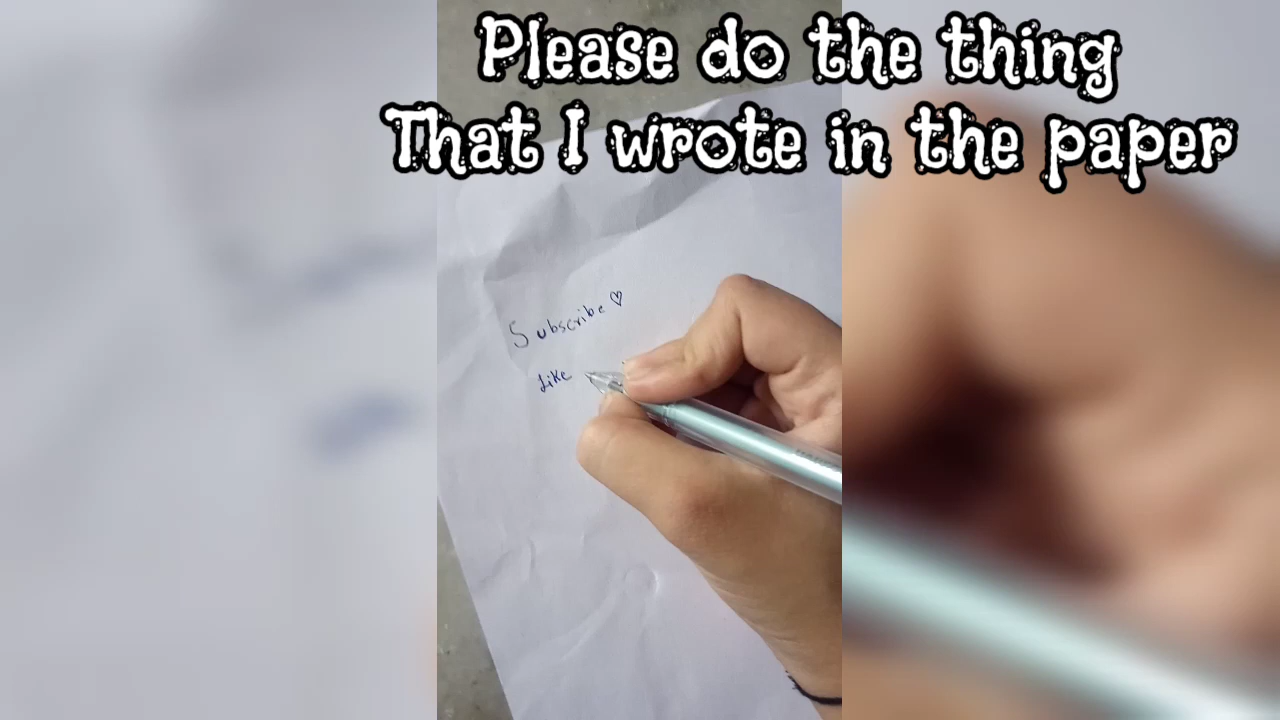 Please do the thing
That I wrote in the paper
Subscribe ♡
Like